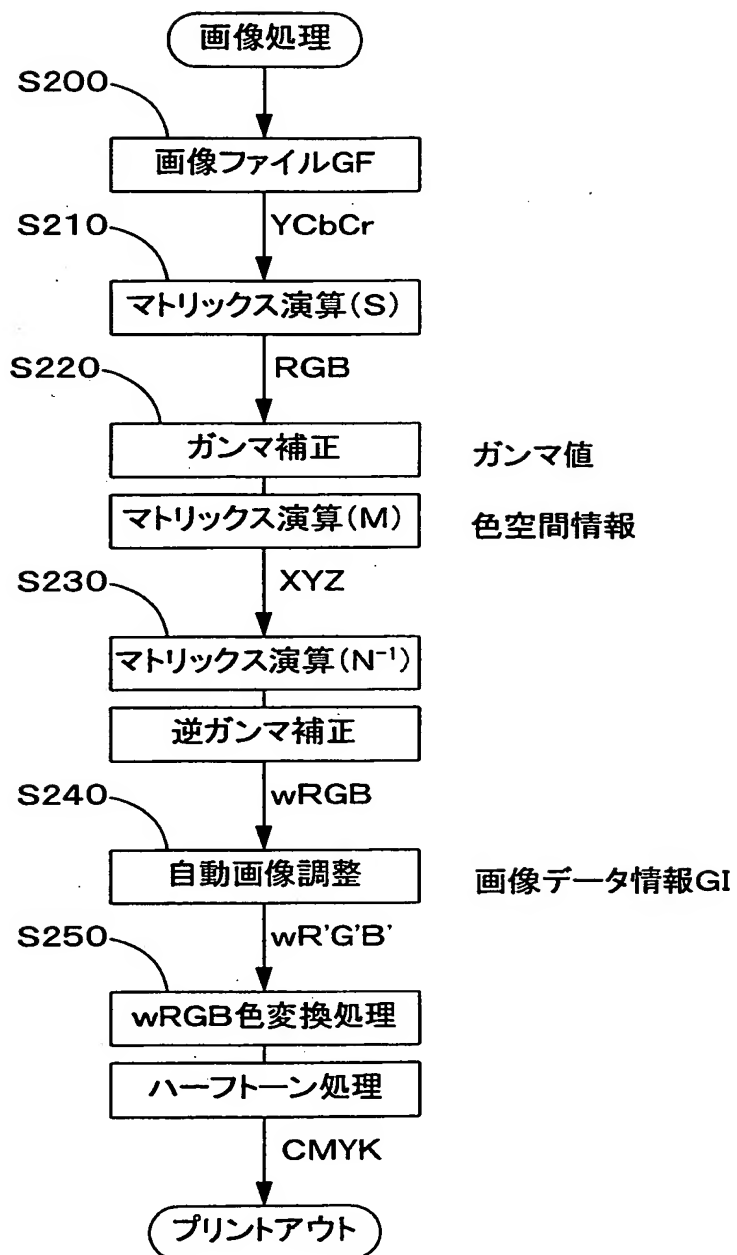 画像処理
S200
画像ファイルGF
S210
YCbCr
マトリックス演算(S)
S220
RGB
ガンマ補正
ガンマ値
マトリックス演算(M)
色空間情報
S230
XYZ
マトリックス演算(N⁻¹)
逆ガンマ補正
S240
wRGB
自動画像調整
画像データ情報GI
S250
wR'G'B'
wRGB色変換処理
ハーフトーン処理
CMYK
プリントアウト